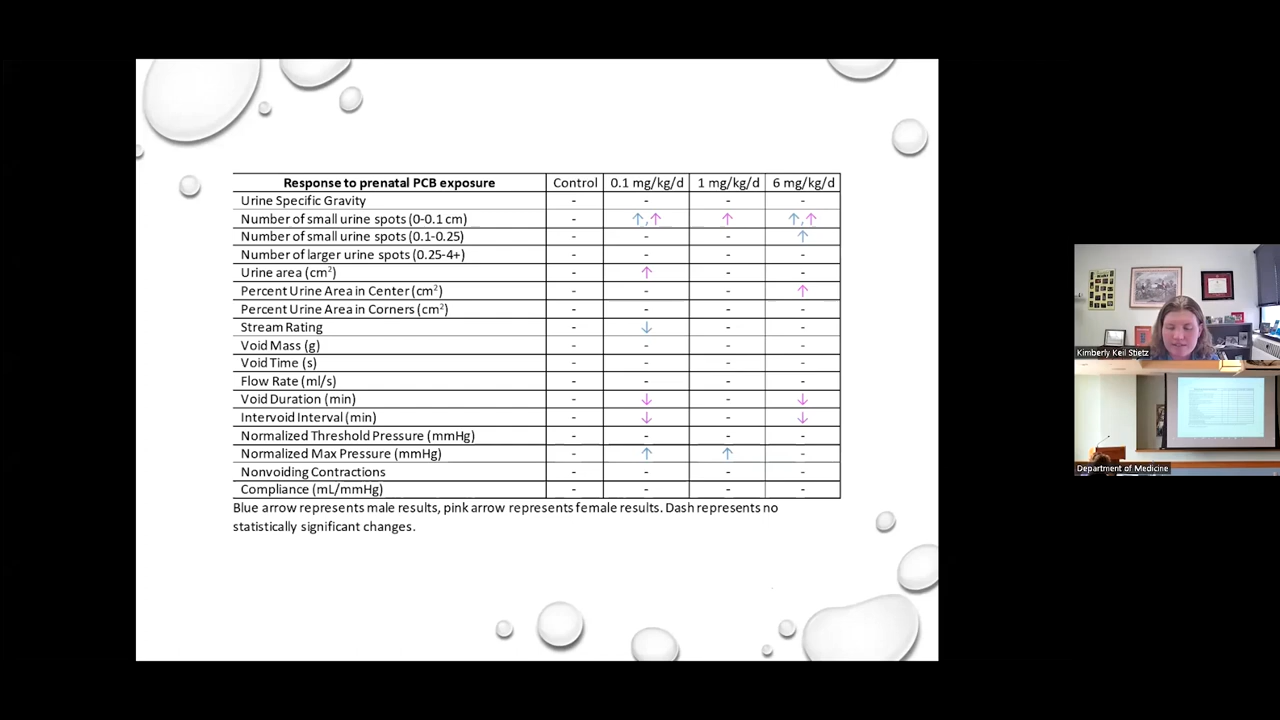 Response to prenatal PCB exposure Control 0.1 mg/kg/d 1 mg/kg/d 6 mg/kg/d
Urine Specific Gravity - - - -
Number of small urine spots (0-0.1 cm) - ↑,↑ ↑ ↑,↑
Number of small urine spots (0.1-0.25) - - - ↑
Number of larger urine spots (0.25-4+) - - - -
Urine area (cm²) - ↑ - -
Percent Urine Area in Center (cm²) - - - ↑
Percent Urine Area in Corners (cm²) - - - -
Stream Rating - ↓ - -
Void Mass (g) - - - -
Void Time (s) - - - -
Flow Rate (ml/s) - - - -
Void Duration (min) - ↓ - ↓
Intervoid Interval (min) - ↓ - ↓
Normalized Threshold Pressure (mmHg) - - - -
Normalized Max Pressure (mmHg) - ↑ ↑ -
Nonvoiding Contractions - - - -
Compliance (mL/mmHg) - - - -
Blue arrow represents male results, pink arrow represents female results. Dash represents no
statistically significant changes.
Kimberly Keil Stietz
Department of Medicine